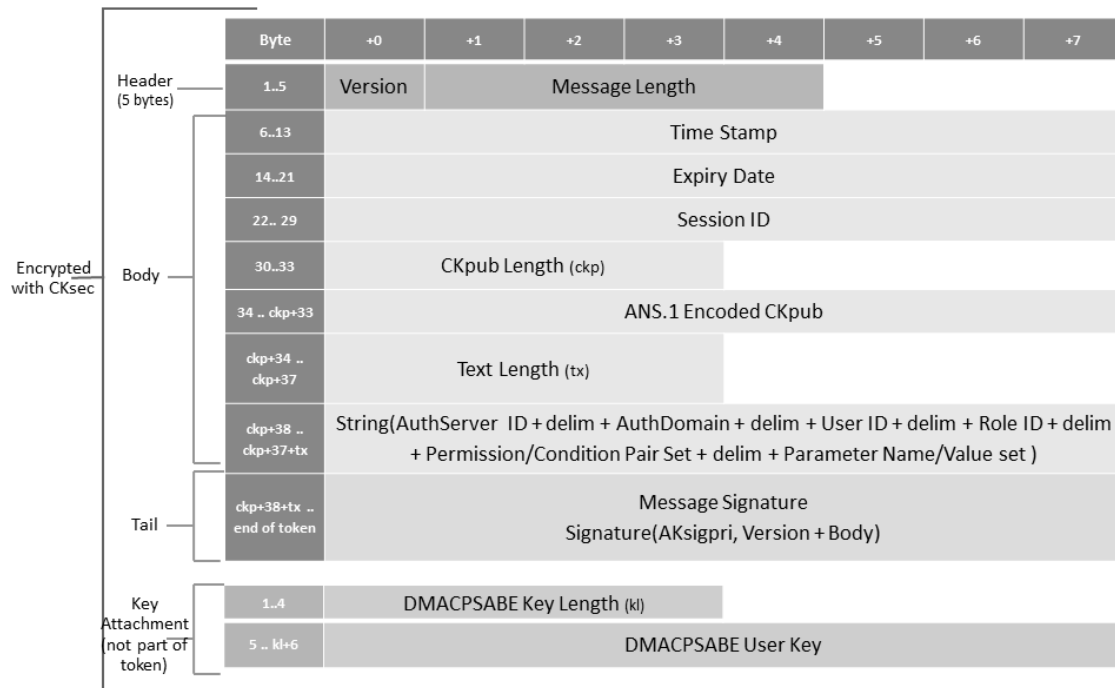 Byte +0 +1 +2 +3 +4 +5 +6 +7
Header
(5 bytes)
1..5 Version Message Length
6..13 Time Stamp
14..21 Expiry Date
22.. 29 Session ID
Encrypted
with CKsec
Body
30..33 CKpub Length (ckp)
34 .. ckp+33 ANS.1 Encoded CKpub
ckp+34 ..
ckp+37
Text Length (tx)
ckp+38 ..
ckp+37+tx
String(AuthServer ID + delim + AuthDomain + delim + User ID + delim + Role ID + delim
+ Permission/Condition Pair Set + delim + Parameter Name/Value set )
Tail
ckp+38+tx ..
end of token
Message Signature
Signature(AKsigpri, Version + Body)
Key
Attachment
(not part of
token)
1..4 DMACPSABE Key Length (kl)
5 .. kl+6 DMACPSABE User Key